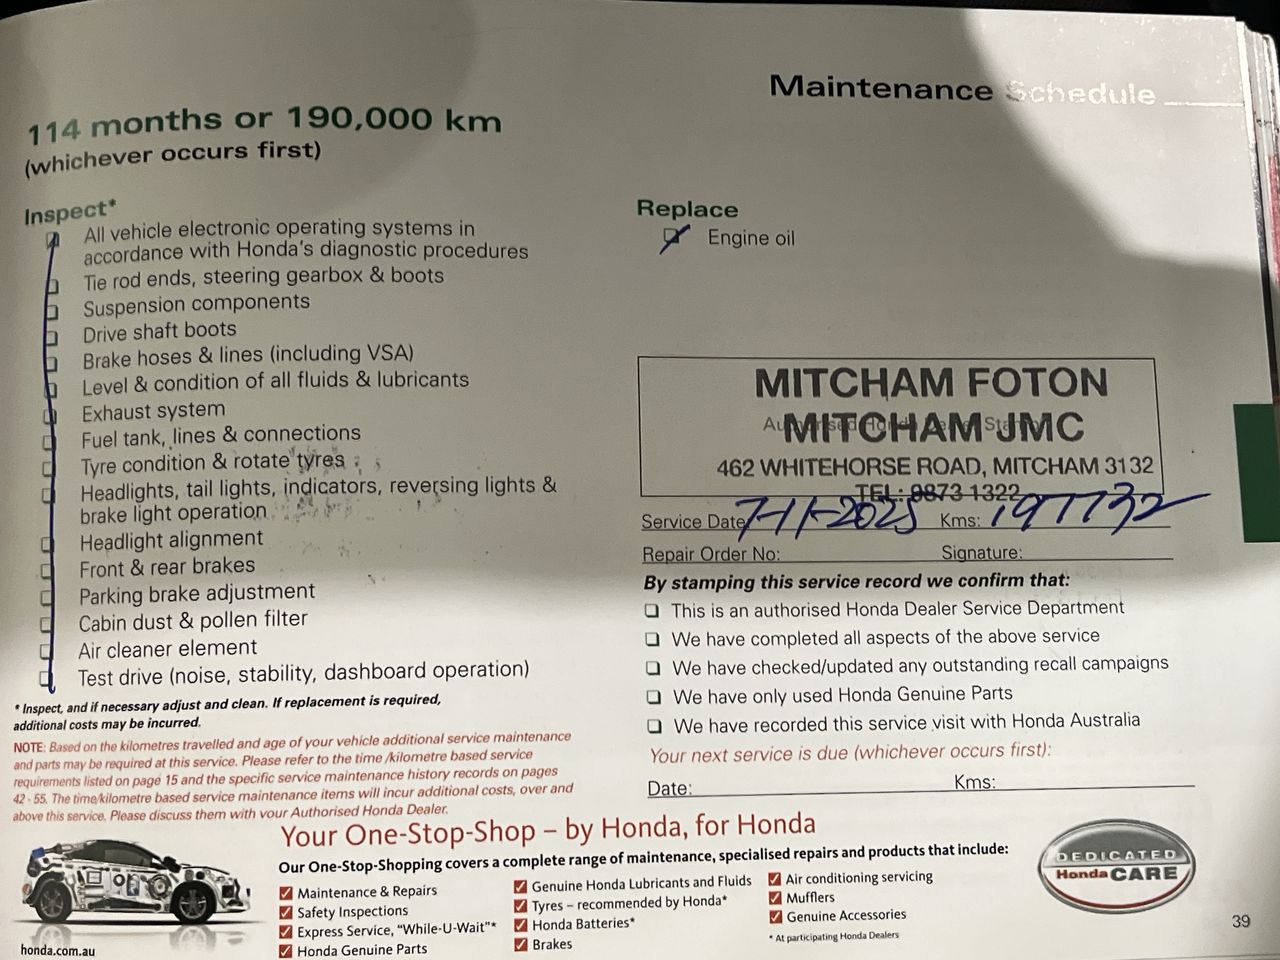 Maintenance Schedule
114 months or 190,000 km
(whichever occurs first)
Inspect*
All vehicle electronic operating systems in
accordance with Honda's diagnostic procedures
Tie rod ends, steering gearbox & boots
Suspension components
Drive shaft boots
Brake hoses & lines (including VSA)
Level & condition of all fluids & lubricants
Exhaust system
Fuel tank, lines & connections
Tyre condition & rotate tyres
Headlights, tail lights, indicators, reversing lights &
brake light operation
Headlight alignment
Front & rear brakes
Parking brake adjustment
Cabin dust & pollen filter
Air cleaner element
Test drive (noise, stability, dashboard operation)
* Inspect, and if necessary adjust and clean. If replacement is required,
additional costs may be incurred.
NOTE: Based on the kilometres travelled and age of your vehicle additional service maintenance
and parts may be required at this service. Please refer to the time /kilometre based service
requirements listed on page 15 and the specific service maintenance history records on pages
42 - 55. The time/kilometre based service maintenance items will incur additional costs, over and
above this service. Please discuss them with your Authorised Honda Dealer.
Replace
Engine oil
MITCHAM FOTON
MITCHAM JMC
462 WHITEHORSE ROAD, MITCHAM 3132
TEL: 9873 1322
Service Date 7-11-2025 Kms: 197732
Repair Order No: Signature:
By stamping this service record we confirm that:
This is an authorised Honda Dealer Service Department
We have completed all aspects of the above service
We have checked/updated any outstanding recall campaigns
We have only used Honda Genuine Parts
We have recorded this service visit with Honda Australia
Your next service is due (whichever occurs first):
Date: Kms:
Your One-Stop-Shop – by Honda, for Honda
Our One-Stop-Shopping covers a complete range of maintenance, specialised repairs and products that include:
Maintenance & Repairs
Safety Inspections
Express Service, "While-U-Wait"*
Honda Genuine Parts
Genuine Honda Lubricants and Fluids
Tyres – recommended by Honda*
Honda Batteries*
Brakes
Air conditioning servicing
Mufflers
Genuine Accessories
* At participating Honda Dealers
DEDICATED
Honda CARE
honda.com.au
39